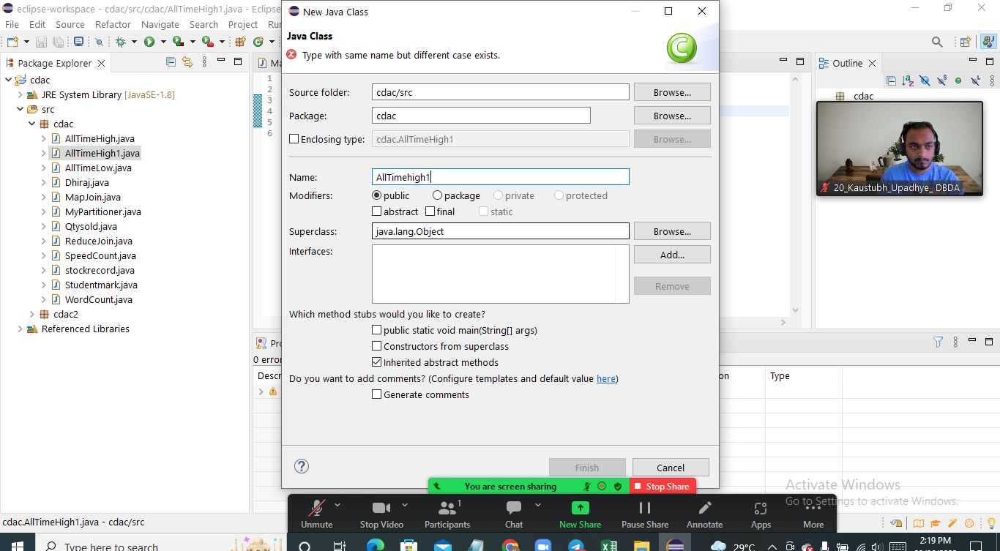 eclipse-workspace - cdac/src/cdac/AllTimeHigh1.java - Eclipse
File Edit Source Refactor Navigate Search Project
Package Explorer
cdac
JRE System Library [JavaSE-1.8]
src
cdac
AllTimeHigh.java
AllTimeHigh1.java
AllTimeLow.java
Dhiraj.java
MapJoin.java
MyPartitioner.java
Qtysold.java
ReduceJoin.java
SpeedCount.java
stockrecord.java
Studentmark.java
WordCount.java
cdac2
Referenced Libraries
1
2
3
4
5
6
New Java Class
Java Class
Type with same name but different case exists.
Source folder: cdac/src Browse...
Package: cdac Browse...
Enclosing type: cdac.AllTimeHigh1 Browse...
Name: AllTimehigh1
Modifiers: public package private protected
abstract final static
Superclass: java.lang.Object Browse...
Interfaces: Add...
Remove
Which method stubs would you like to create?
public static void main(String[] args)
Constructors from superclass
Inherited abstract methods
Do you want to add comments? (Configure templates and default value here)
Generate comments
Finish Cancel
Outline
cdac
20_Kaustubh_Upadhye_ DBDA
Type
You are screen sharing Stop Share
Unmute Stop Video Participants 1 Chat New Share Pause Share Annotate Apps More
Activate Windows
Go to Settings to activate Windows.
cdac.AllTimeHigh1.java - cdac/src
Type here to search
29°C
2:19 PM